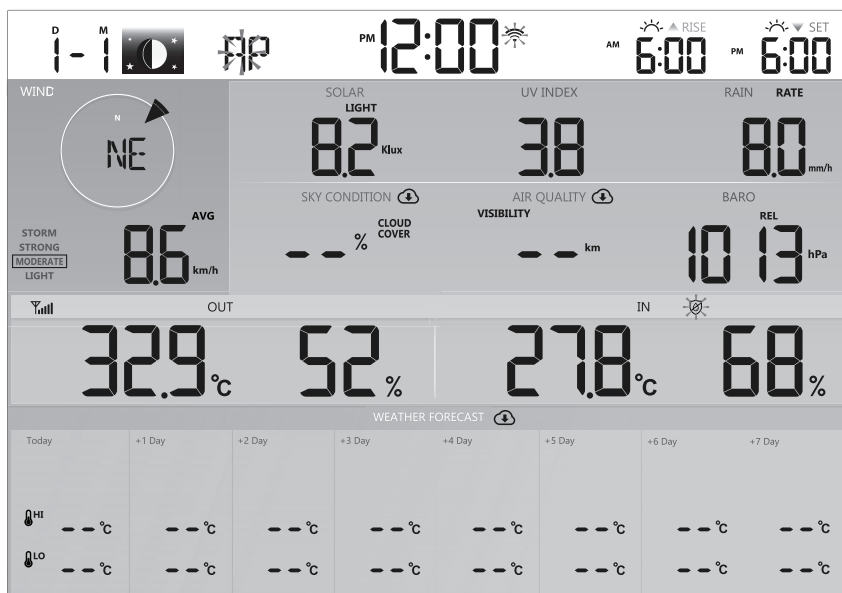 D M
1-1 AP PM 12:00 AM RISE 6:00 PM SET 6:00
WIND SOLAR UV INDEX RAIN RATE
N LIGHT
NE 8.2 Klux 3.8 8.0 mm/h
SKY CONDITION AIR QUALITY BARO
AVG CLOUD COVER VISIBILITY REL
STORM
STRONG
MODERATE
LIGHT
8.6 km/h -- % -- km 1013 hPa
OUT IN
32.9 °C 52 % 27.8 °C 68 %
WEATHER FORECAST
Today +1 Day +2 Day +3 Day +4 Day +5 Day +6 Day +7 Day
HI -- °C -- °C -- °C -- °C -- °C -- °C -- °C -- °C
LO -- °C -- °C -- °C -- °C -- °C -- °C -- °C -- °C